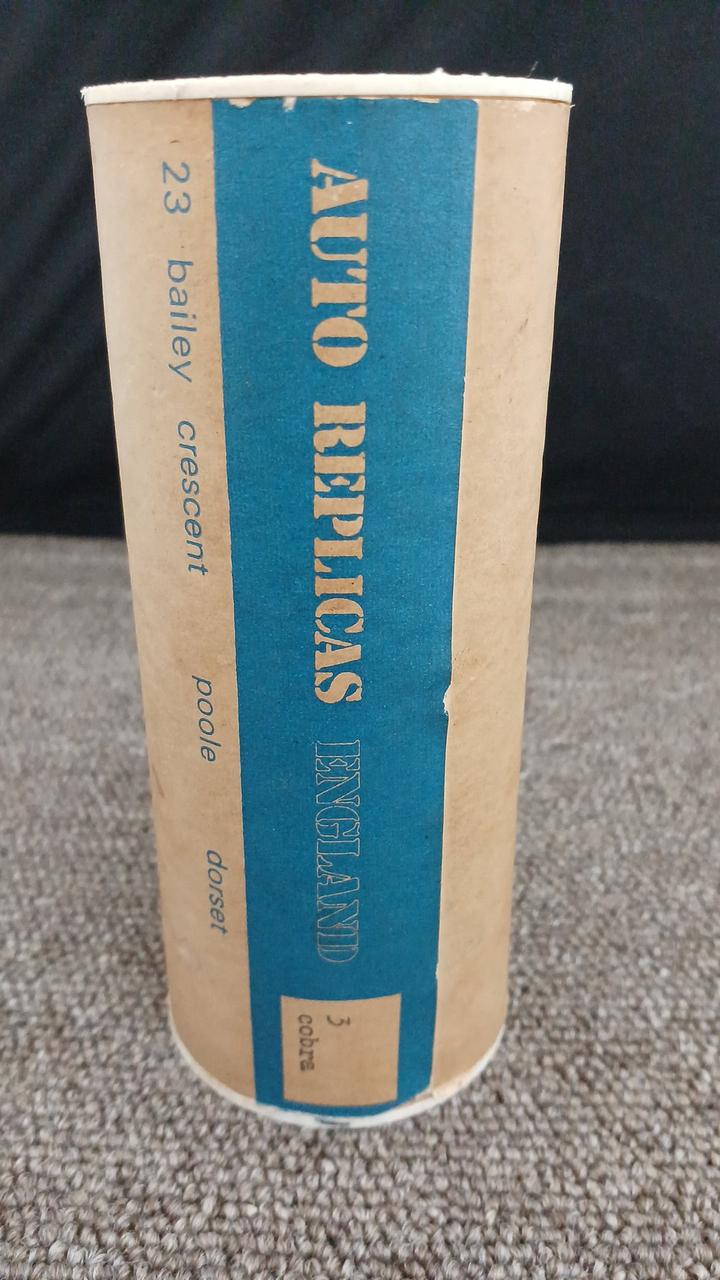 AUTO REPLICAS ENGLAND
3
cobra
23 bailey crescent poole dorset